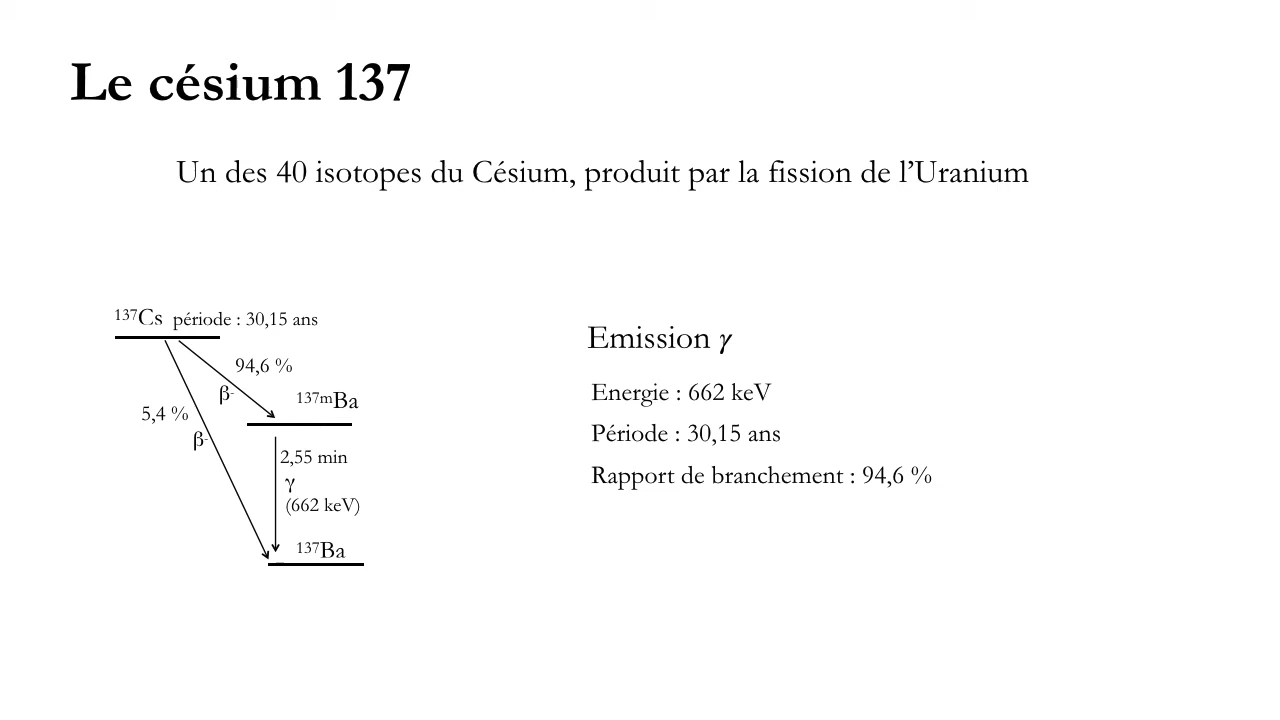 Le césium 137
Un des 40 isotopes du Césium, produit par la fission de l’Uranium
¹³⁷Cs période : 30,15 ans
94,6 %
β-
¹³⁷ᵐBa
5,4 %
β-
2,55 min
γ
(662 keV)
¹³⁷Ba
Emission γ
Energie : 662 keV
Période : 30,15 ans
Rapport de branchement : 94,6 %